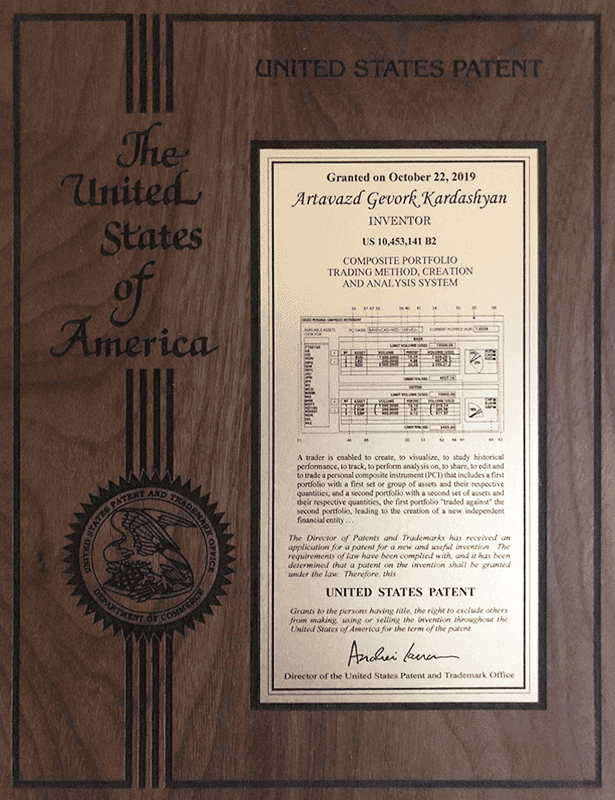 UNITED STATES PATENT
The
United
States
of
America
UNITED STATES PATENT AND TRADEMARK OFFICE
DEPARTMENT OF COMMERCE
Granted on October 22, 2019
Artavazd Gevork Kardashyan
INVENTOR
US 10,453,141 B2
COMPOSITE PORTFOLIO
TRADING METHOD, CREATION
AND ANALYSIS SYSTEM
A trader is enabled to create, to visualize, to study historical
performance, to track, to perform analysis on, to share, to edit and
to trade a personal composite instrument (PCI) that includes a first
portfolio with a first set or group of assets and their respective
quantities, and a second portfolio with a second set of assets and
their respective quantities, the first portfolio "traded against" the
second portfolio, leading to the creation of a new independent
financial entity . . .
The Director of Patents and Trademarks has received an
application for a patent for a new and useful invention. The
requirements of law have been complied with, and it has been
determined that a patent on the invention shall be granted
under the law. Therefore, this
UNITED STATES PATENT
Grants to the persons having title, the right to exclude others
from making, using or selling the invention throughout the
United States of America for the term of the patent.
Andrei Iancu
Director of the United States Patent and Trademark Office